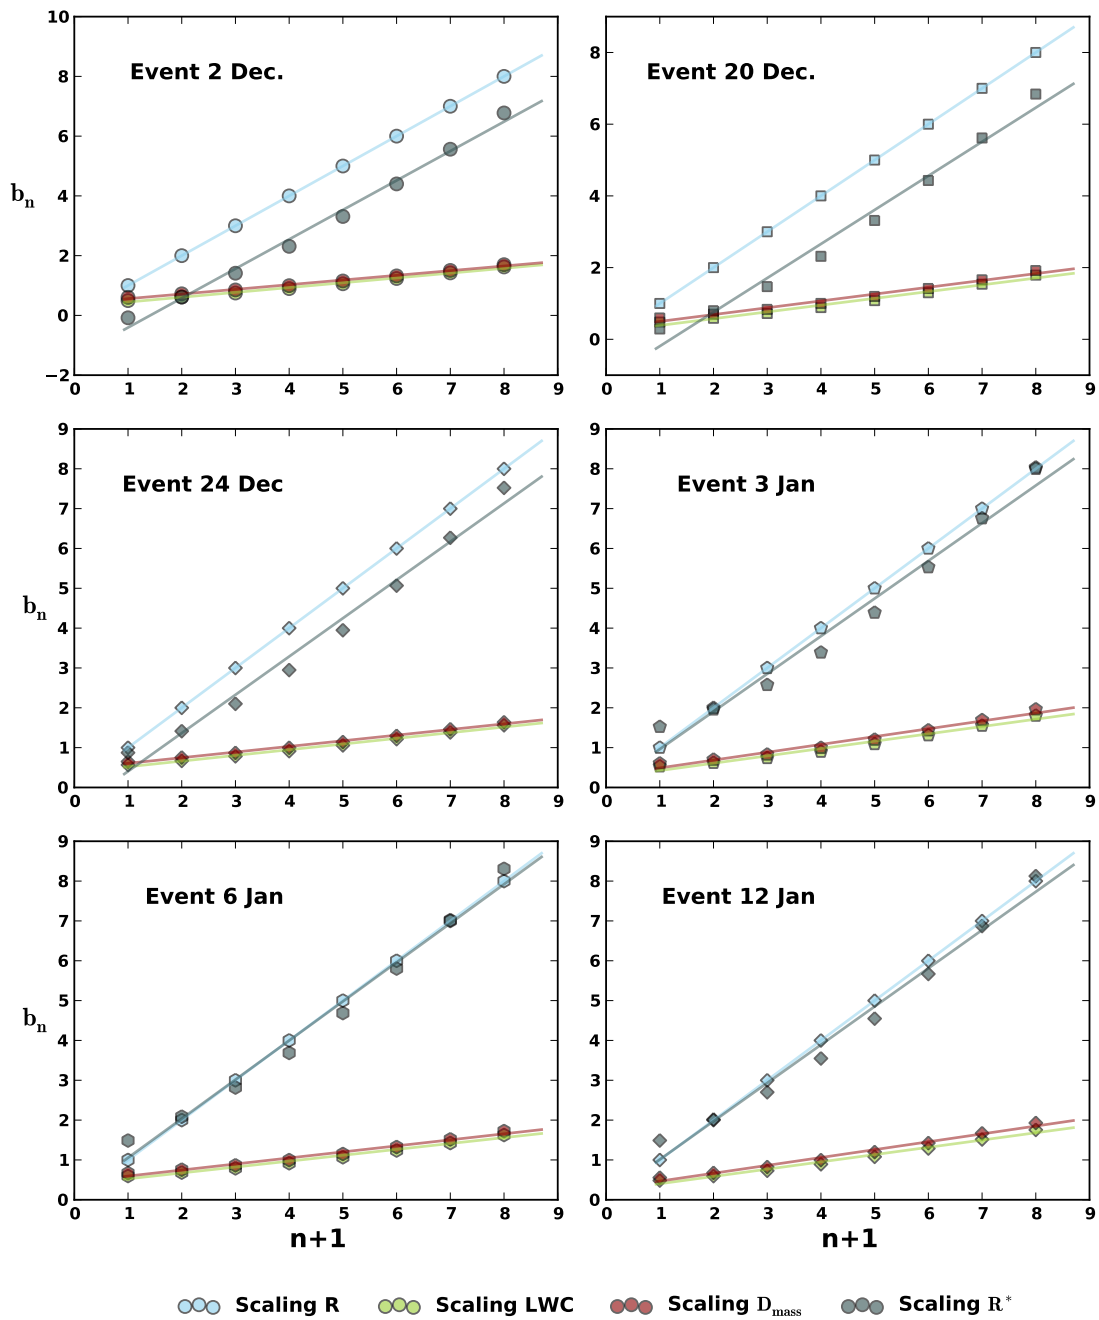 Event 2 Dec.
b_n
10
8
6
4
2
0
−2
0 1 2 3 4 5 6 7 8 9
Event 20 Dec.
8
6
4
2
0
0 1 2 3 4 5 6 7 8 9
Event 24 Dec
b_n
9
8
7
6
5
4
3
2
1
0
0 1 2 3 4 5 6 7 8 9
Event 3 Jan
9
8
7
6
5
4
3
2
1
0
0 1 2 3 4 5 6 7 8 9
Event 6 Jan
b_n
9
8
7
6
5
4
3
2
1
0
0 1 2 3 4 5 6 7 8 9
n+1
Event 12 Jan
9
8
7
6
5
4
3
2
1
0
0 1 2 3 4 5 6 7 8 9
n+1
Scaling R Scaling LWC Scaling D_mass Scaling R*